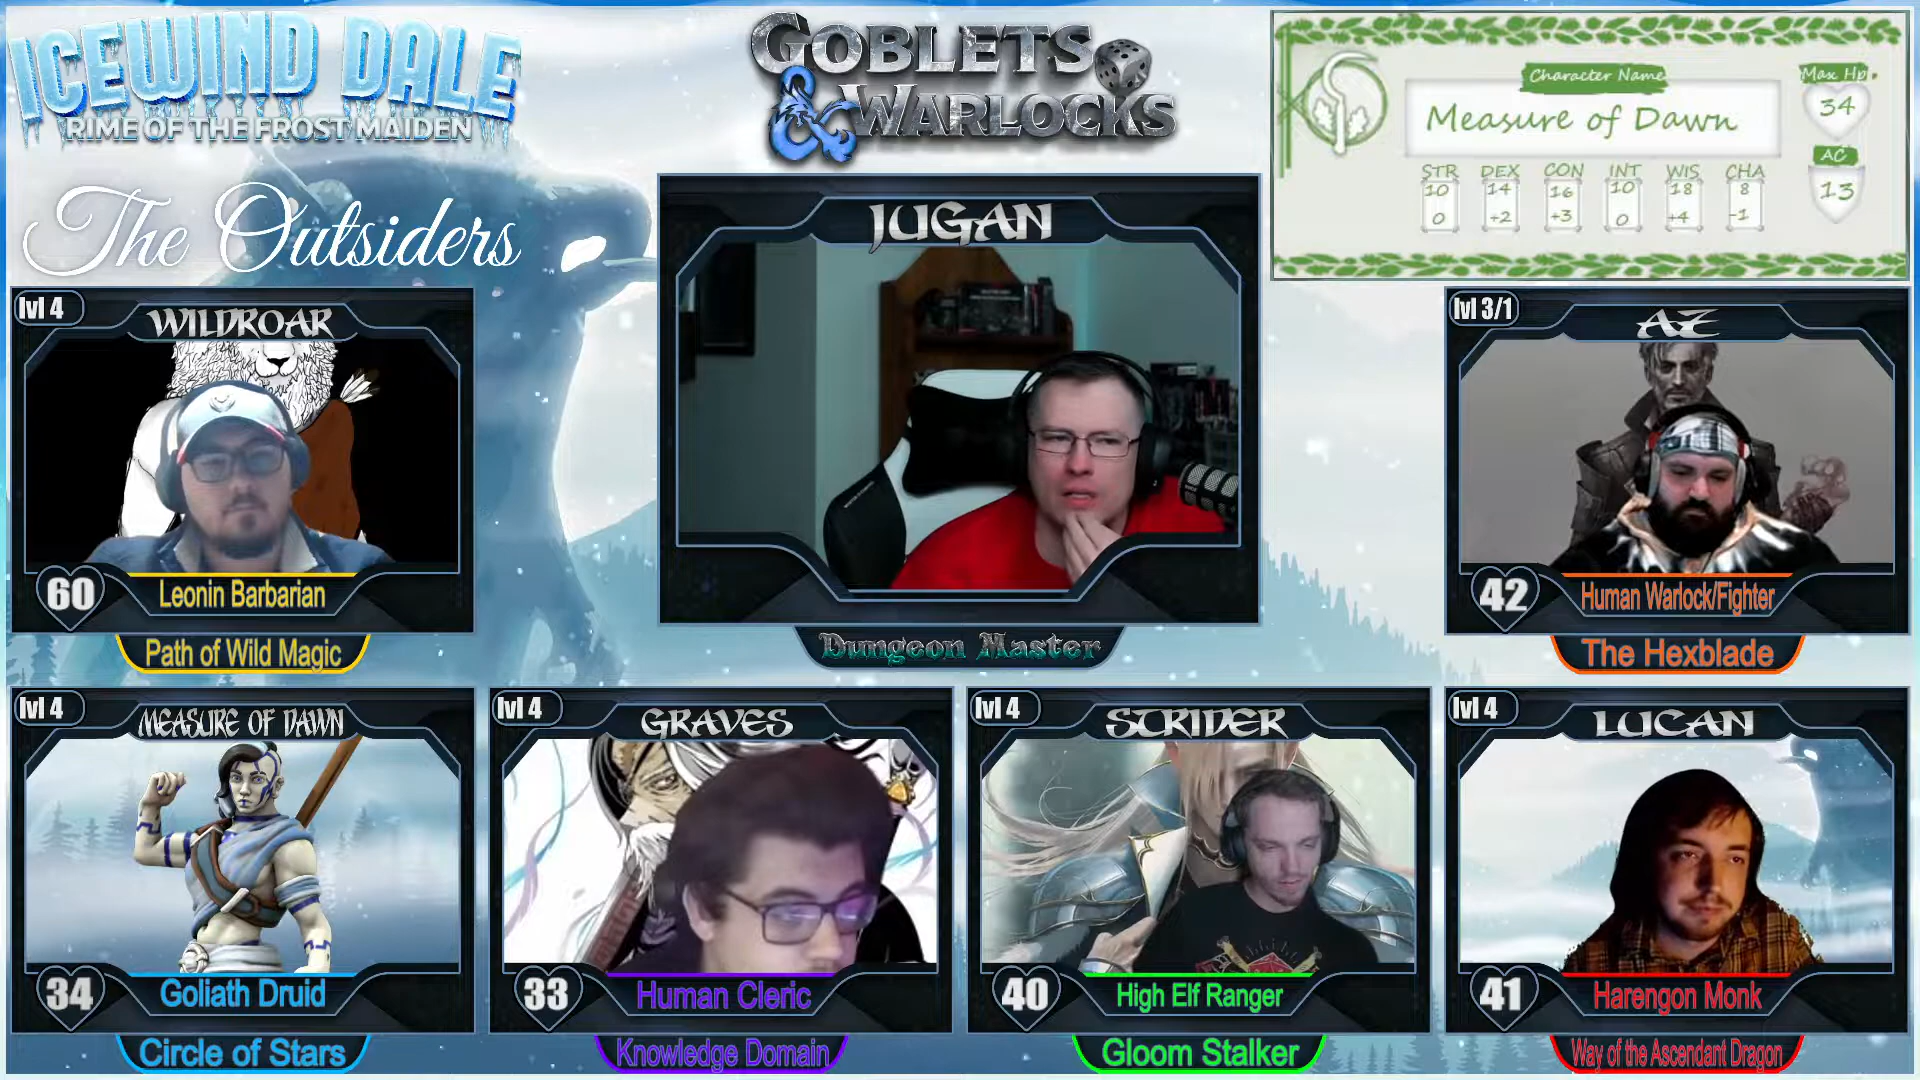 ICEWIND DALE
RIME OF THE FROST MAIDEN
The Outsiders
GOBLETS
& WARLOCKS
Character Name
Measure of Dawn
Max Hp.
34
AC
13
STR DEX CON INT WIS CHA
10 14 16 10 18 8
0 +2 +3 0 +4 -1
JUGAN
Dungeon Master
lvl 4
WILDROAR
60
Leonin Barbarian
Path of Wild Magic
lvl 3/1
AZ
42
Human Warlock/Fighter
The Hexblade
lvl 4
MEASURE OF DAWN
34
Goliath Druid
Circle of Stars
lvl 4
GRAVES
33
Human Cleric
Knowledge Domain
lvl 4
STRIDER
40
High Elf Ranger
Gloom Stalker
lvl 4
LUCAN
41
Harengon Monk
Way of the Ascendant Dragon